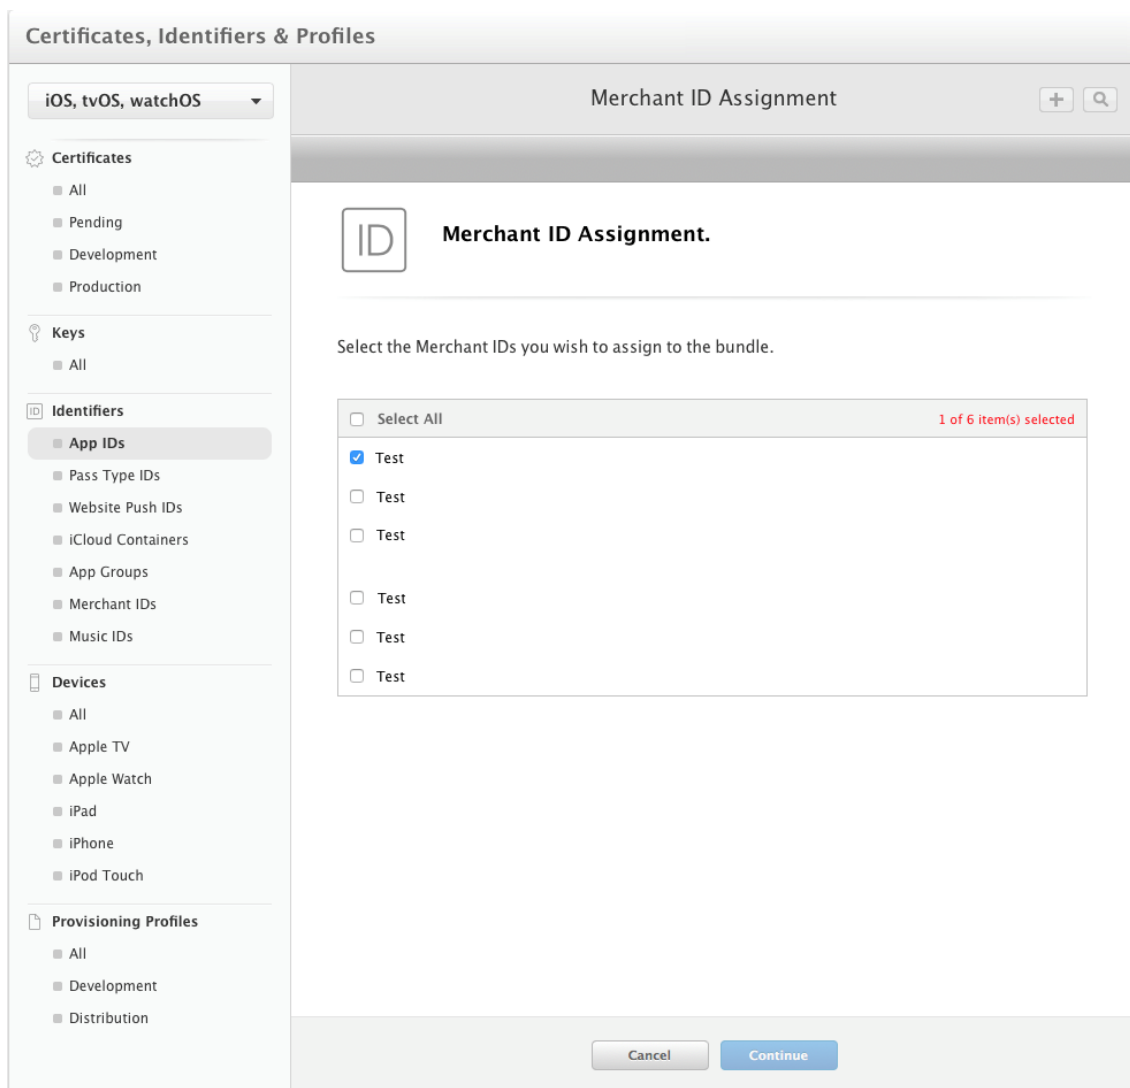 Certificates, Identifiers & Profiles
iOS, tvOS, watchOS
Certificates
All
Pending
Development
Production
Keys
All
ID
Identifiers
App IDs
Pass Type IDs
Website Push IDs
iCloud Containers
App Groups
Merchant IDs
Music IDs
Devices
All
Apple TV
Apple Watch
iPad
iPhone
iPod Touch
Provisioning Profiles
All
Development
Distribution
Merchant ID Assignment
ID
Merchant ID Assignment.
Select the Merchant IDs you wish to assign to the bundle.
Select All 1 of 6 item(s) selected
Test
Test
Test
Test
Test
Test
Cancel Continue